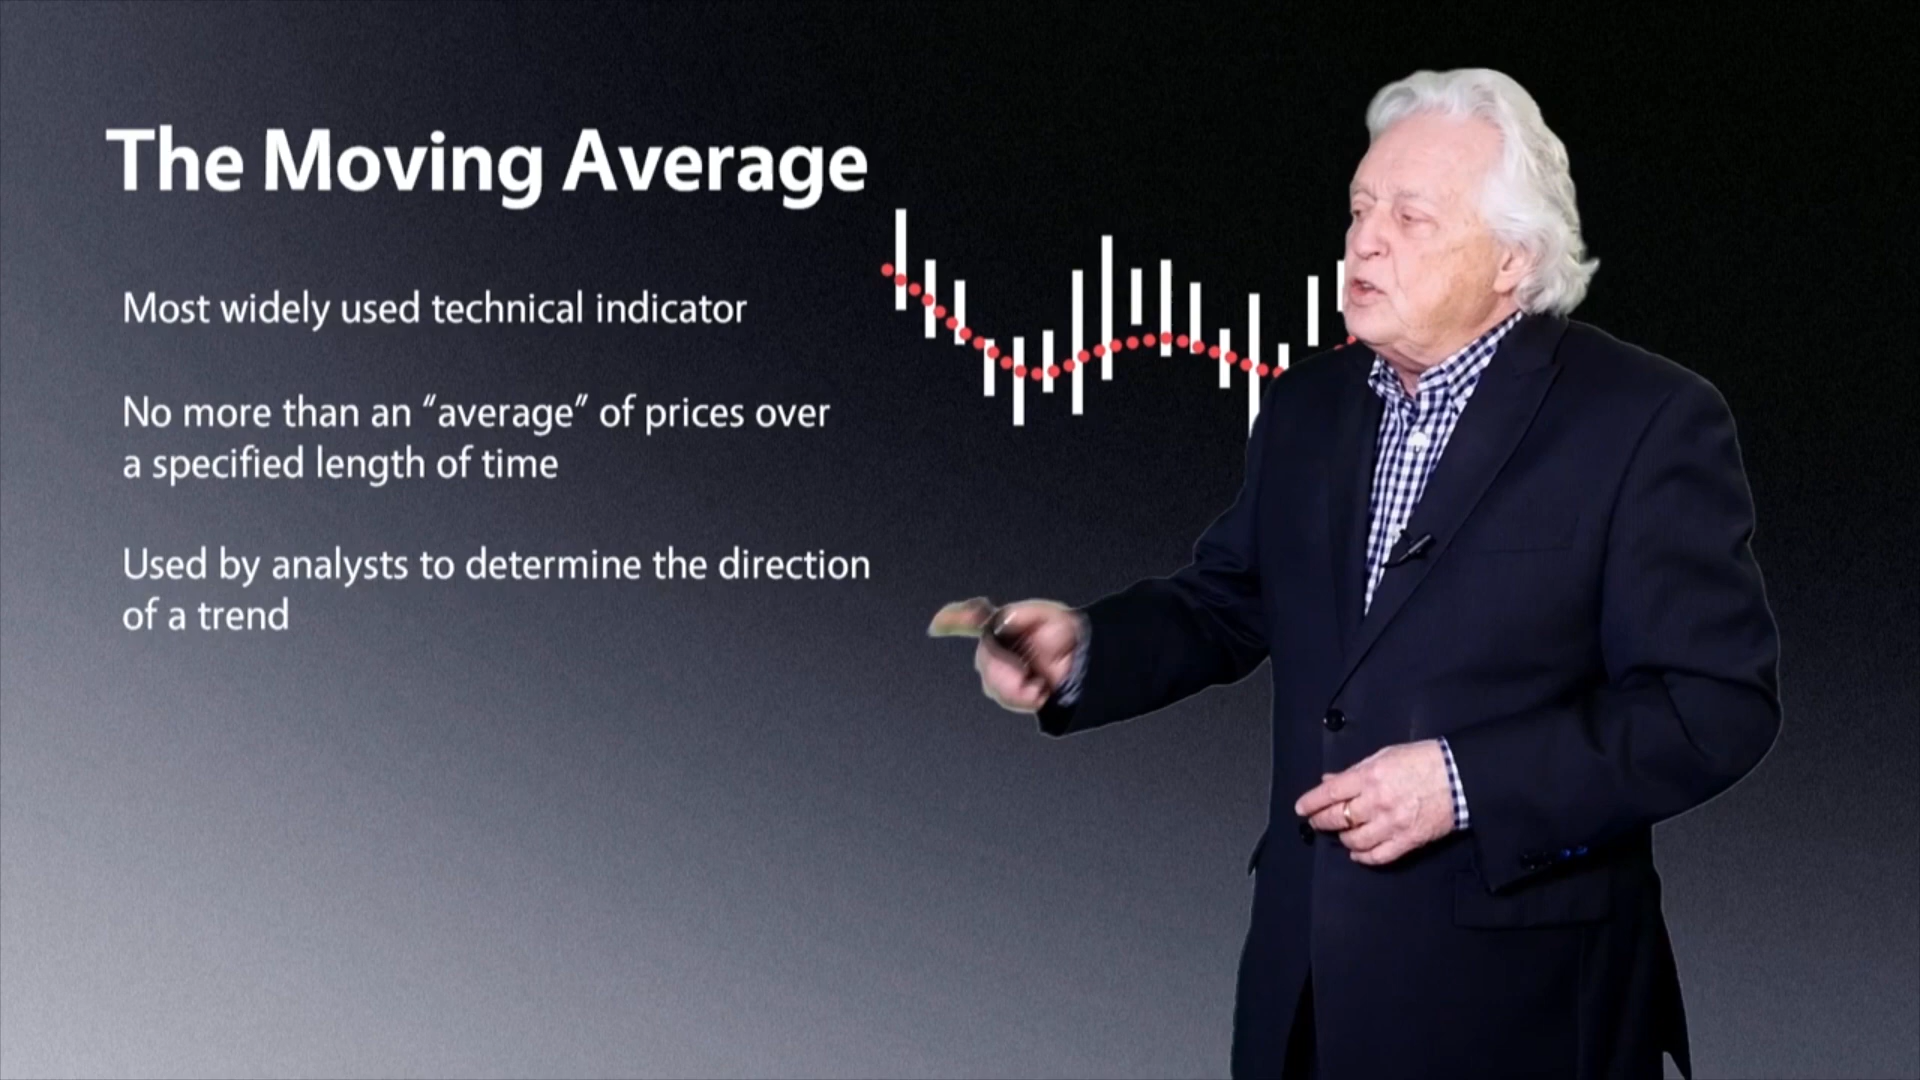 The Moving Average
Most widely used technical indicator
No more than an “average” of prices over
a specified length of time
Used by analysts to determine the direction
of a trend